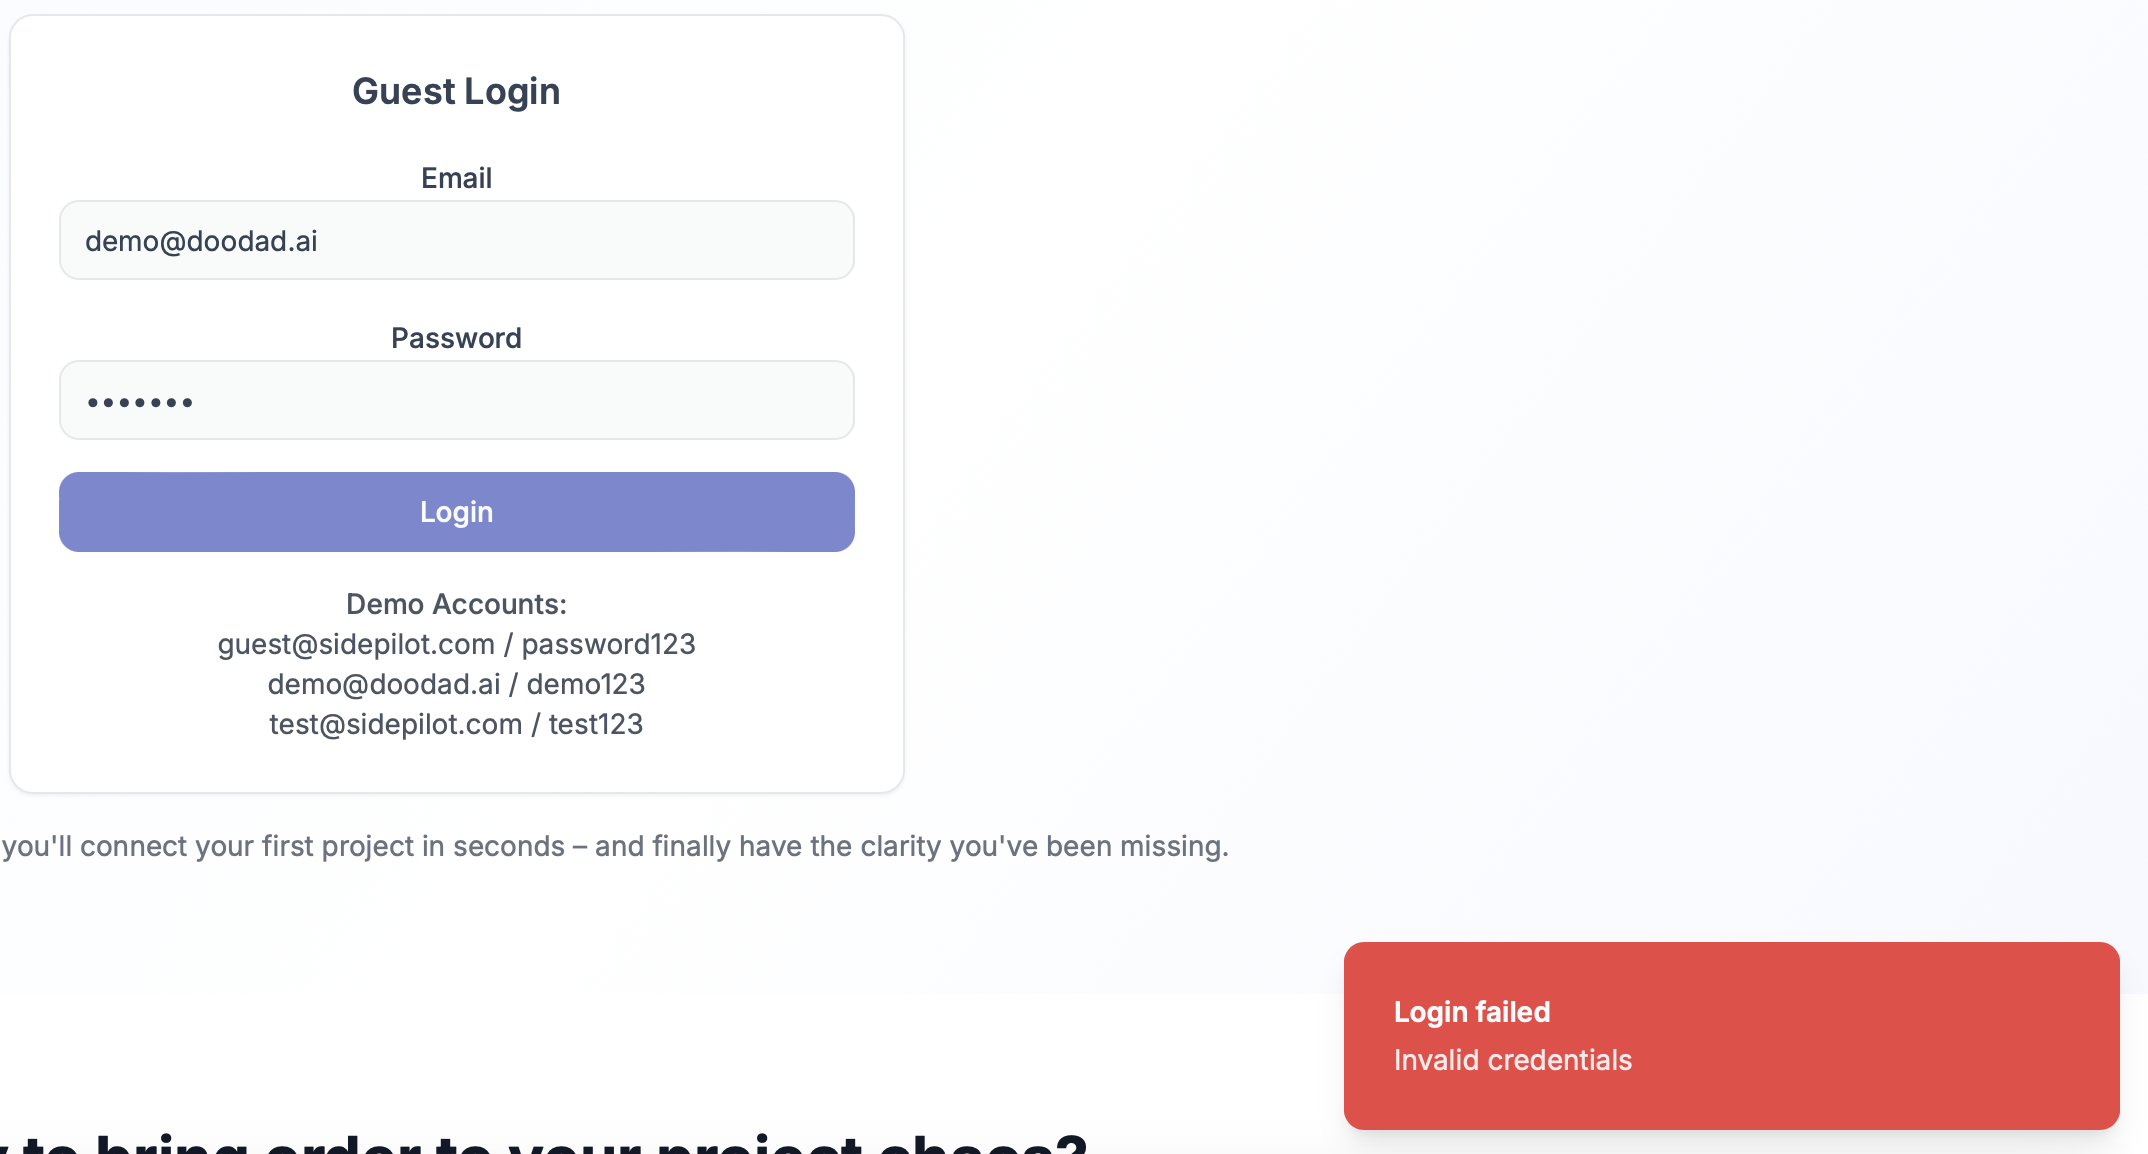 Guest Login
Email
demo@doodad.ai
Password
•••••••
Login
Demo Accounts:
guest@sidepilot.com / password123
demo@doodad.ai / demo123
test@sidepilot.com / test123
you'll connect your first project in seconds – and finally have the clarity you've been missing.
Login failed
Invalid credentials
to bring order to your project chaos?